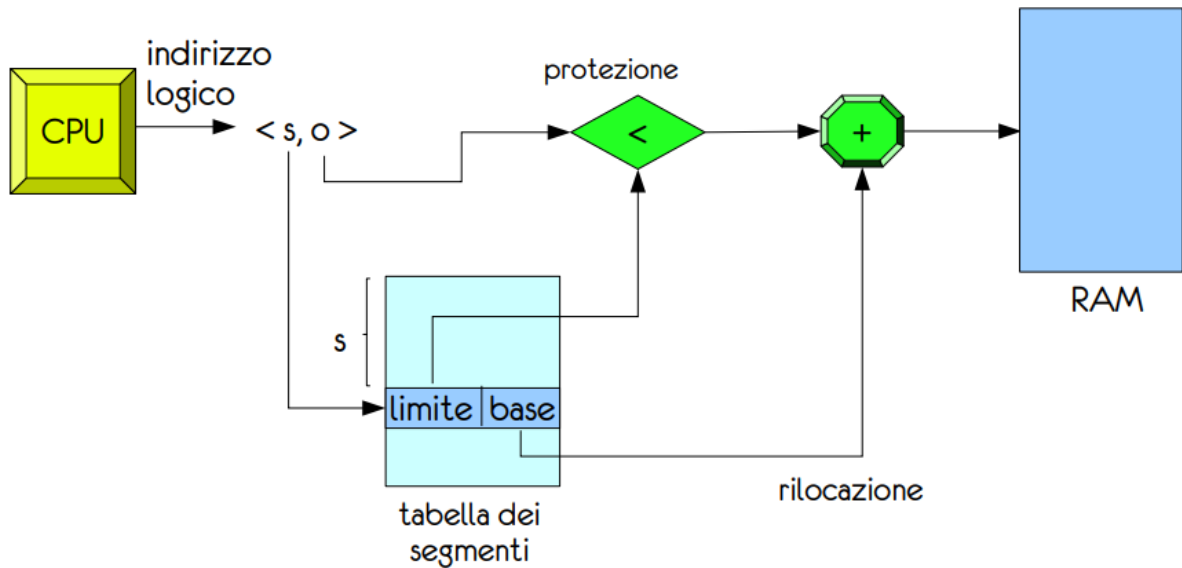 indirizzo
logico
CPU
< s, o >
protezione
<
+
RAM
s
limite base
rilocazione
tabella dei
segmenti